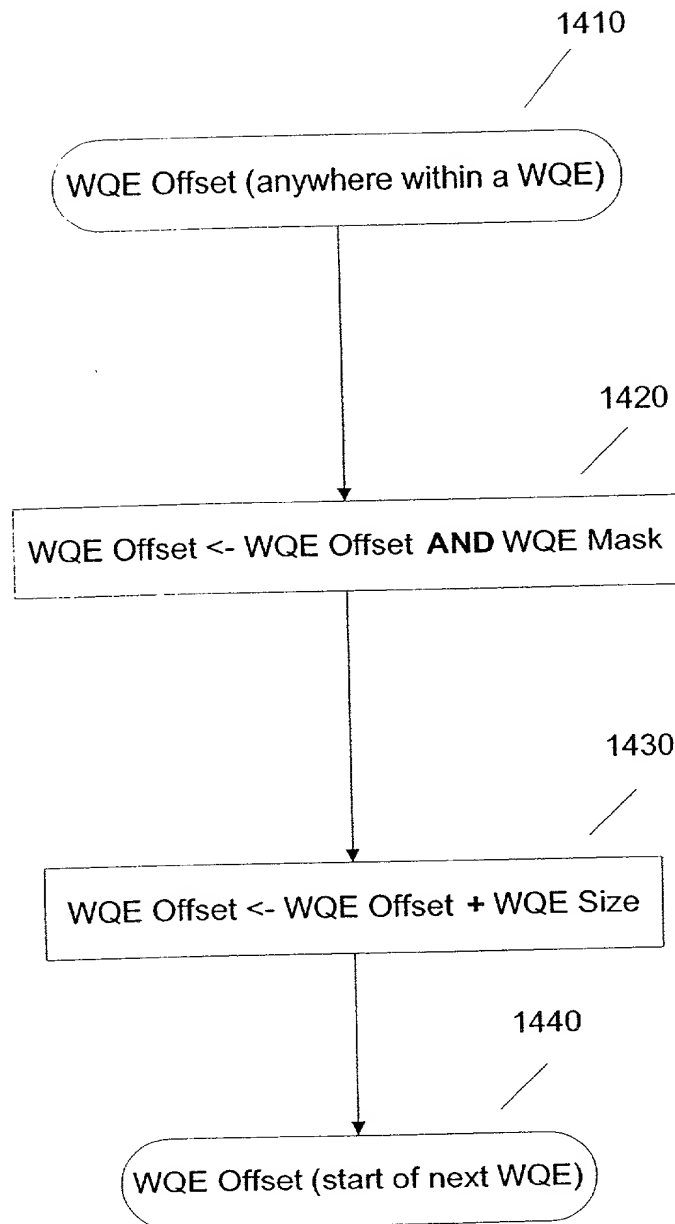 1410
WQE Offset (anywhere within a WQE)
1420
WQE Offset <- WQE Offset AND WQE Mask
1430
WQE Offset <- WQE Offset + WQE Size
1440
WQE Offset (start of next WQE)